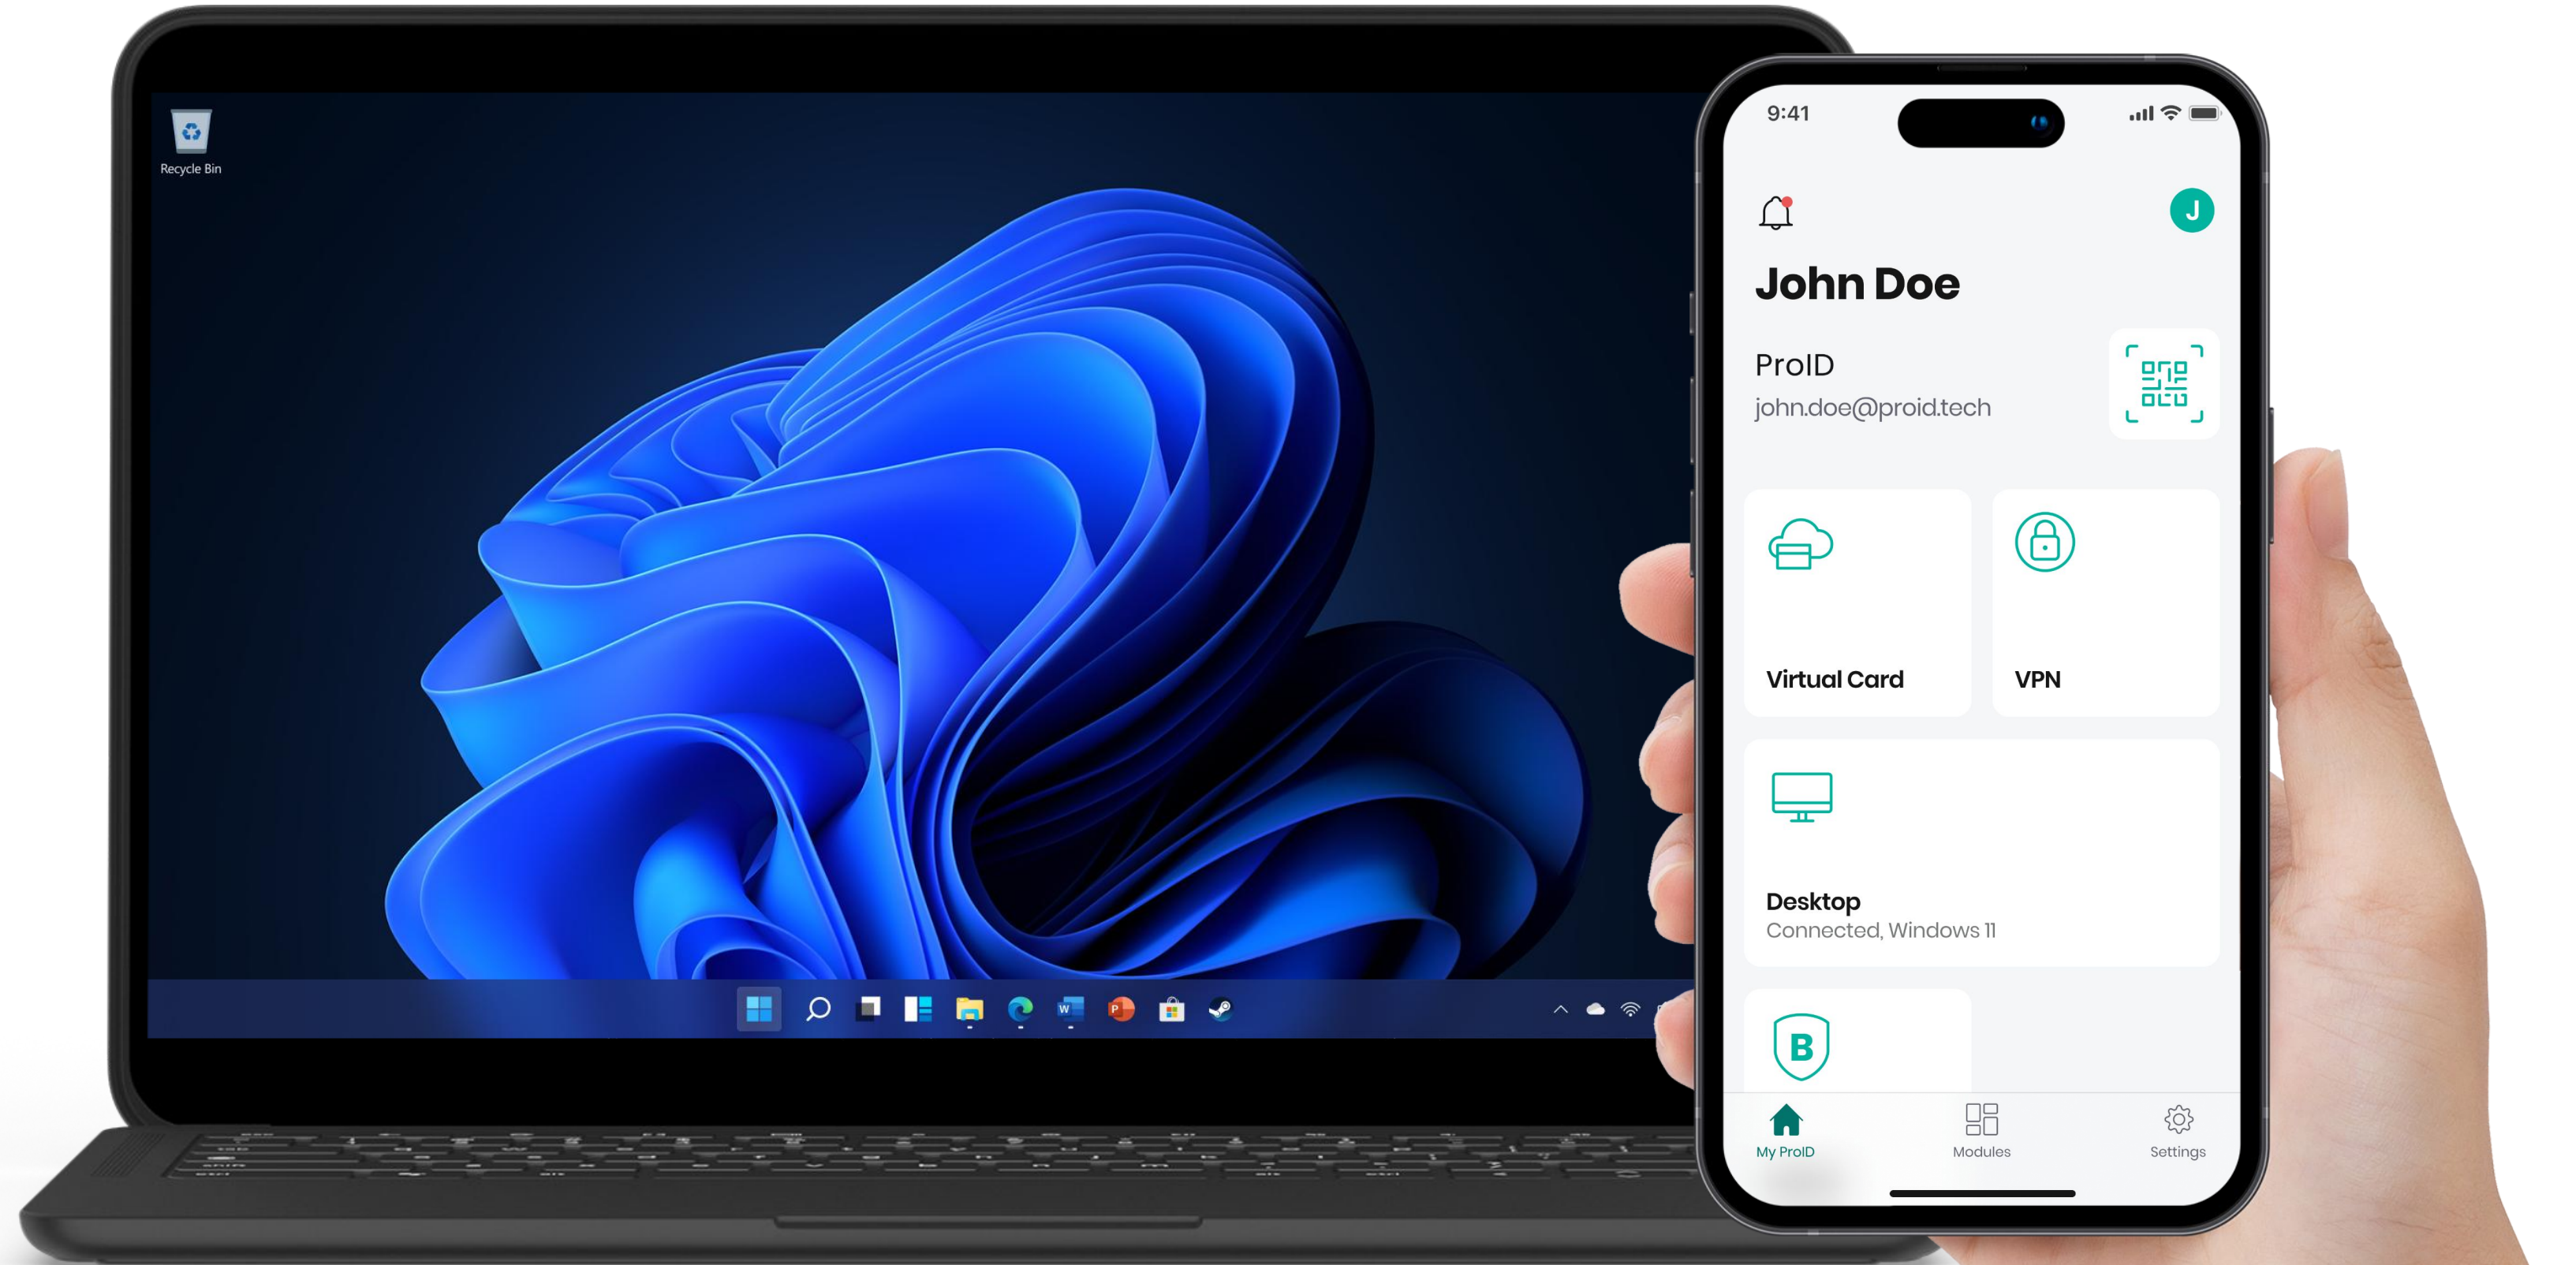 Recycle Bin
W
P
9:41
J
John Doe
ProID
john.doe@proid.tech
Virtual Card
VPN
Desktop
Connected, Windows 11
B
My ProID
Modules
Settings